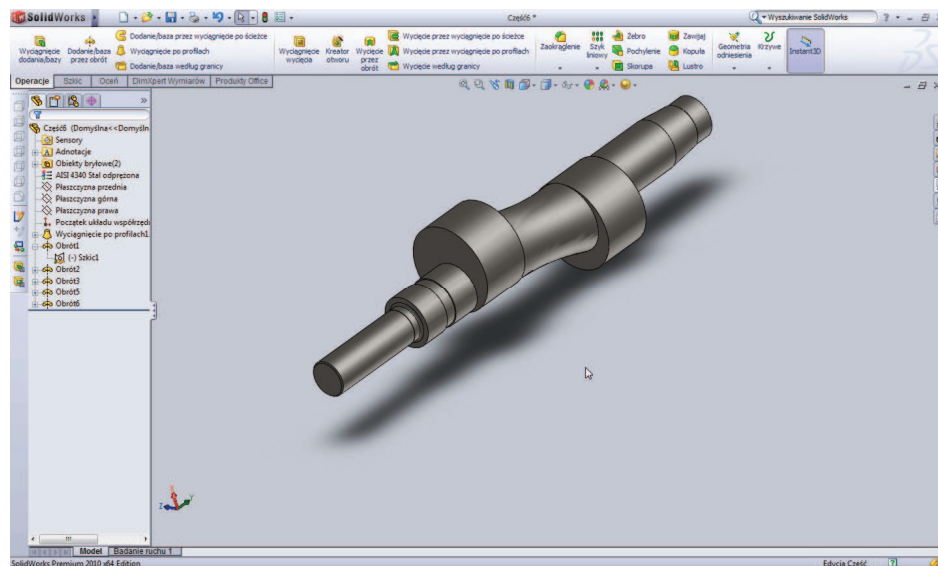 SolidWorks
Część6 *
Wyszukiwanie SolidWorks
Wyciągnięcie dodania/bazy
Dodanie/baza przez obrót
Dodanie/baza przez wyciągnięcie po ścieżce
Wyciągnięcie po profilach
Dodanie/baza według granicy
Wyciągnięcie wycięcia
Kreator otworu
Wycięcie przez obrót
Wycięcie przez wyciągnięcie po ścieżce
Wycięcie przez wyciągnięcie po profilach
Wycięcie według granicy
Zaokrąglenie
Szyk liniowy
Żebro
Pochylenie
Skorupa
Zawijaj
Kopuła
Lustro
Geometria odniesienia
Krzywe
Instant3D
Operacje Szkic Oceń DimXpert Wymiarów Produkty Office
Część6 (Domyślna<<Domyśln
Sensory
Adnotacje
Obiekty bryłowe(2)
AISI 4340 Stal odprężona
Płaszczyzna przednia
Płaszczyzna górna
Płaszczyzna prawa
Początek układu współrzędn
Wyciągnięcie po profilach1
Obrót1
(-) Szkic1
Obrót2
Obrót3
Obrót5
Obrót6
Z X Y
Model Badanie ruchu 1
SolidWorks Premium 2010 x64 Edition
Edycja Część